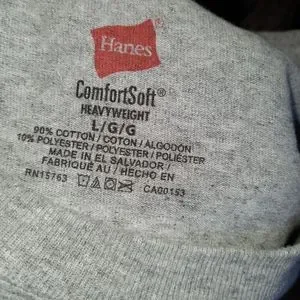 Hanes
ComfortSoft®
HEAVYWEIGHT
L/G/G
90% COTTON / COTON / ALGODÓN
10% POLYESTER / POLYESTER / POLIÉSTER
MADE IN EL SALVADOR /
FABRIQUÉ AU / HECHO EN
RN15763 CA00153